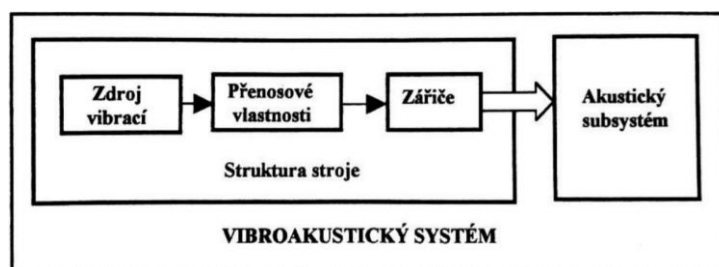 Zdroj
vibrací
Přenosové
vlastnosti
Zářiče
Akustický
subsystém
Struktura stroje
VIBROAKUSTICKÝ SYSTÉM